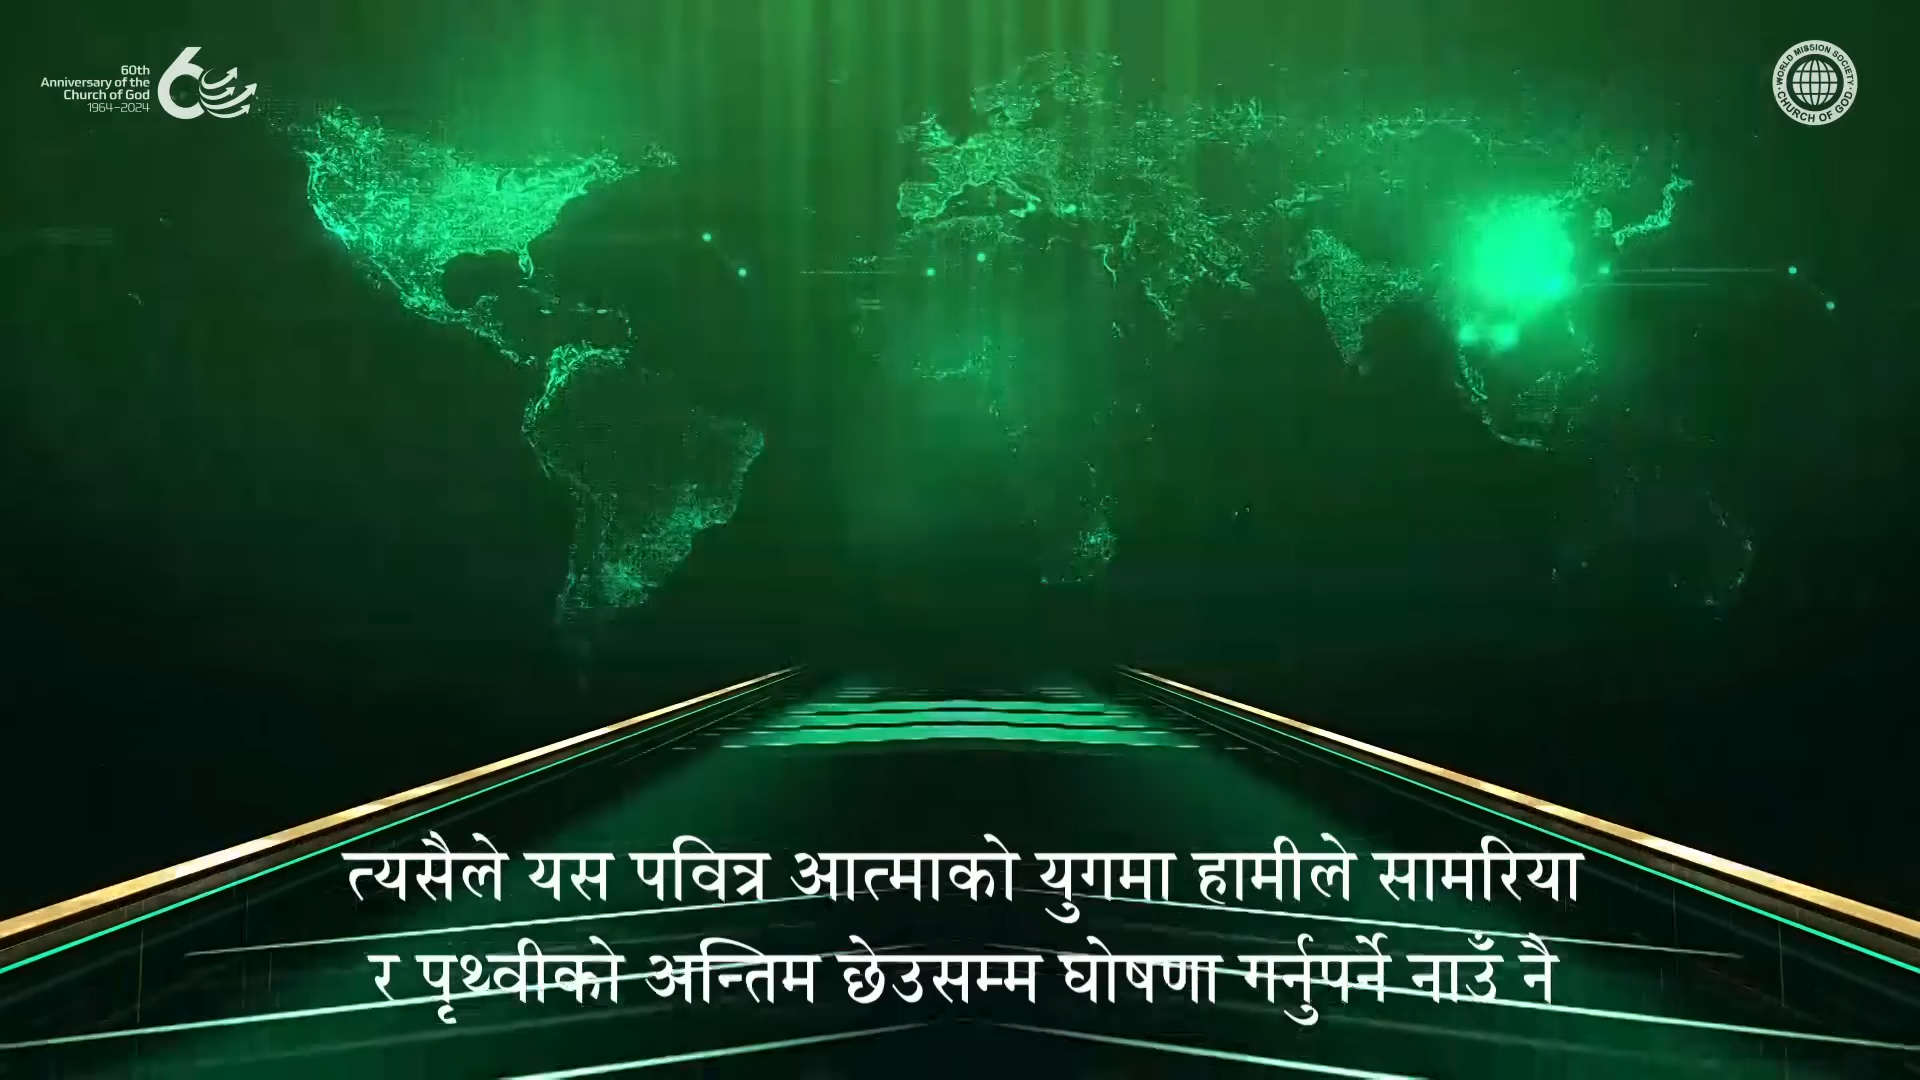 60th
Anniversary of the
Church of God
1964–2024
60
WORLD MISSION SOCIETY
CHURCH OF GOD
त्यसैले यस पवित्र आत्माको युगमा हामीले सामरिया
र पृथ्वीको अन्तिम छेउसम्म घोषणा गर्नुपर्ने नाउँ नै